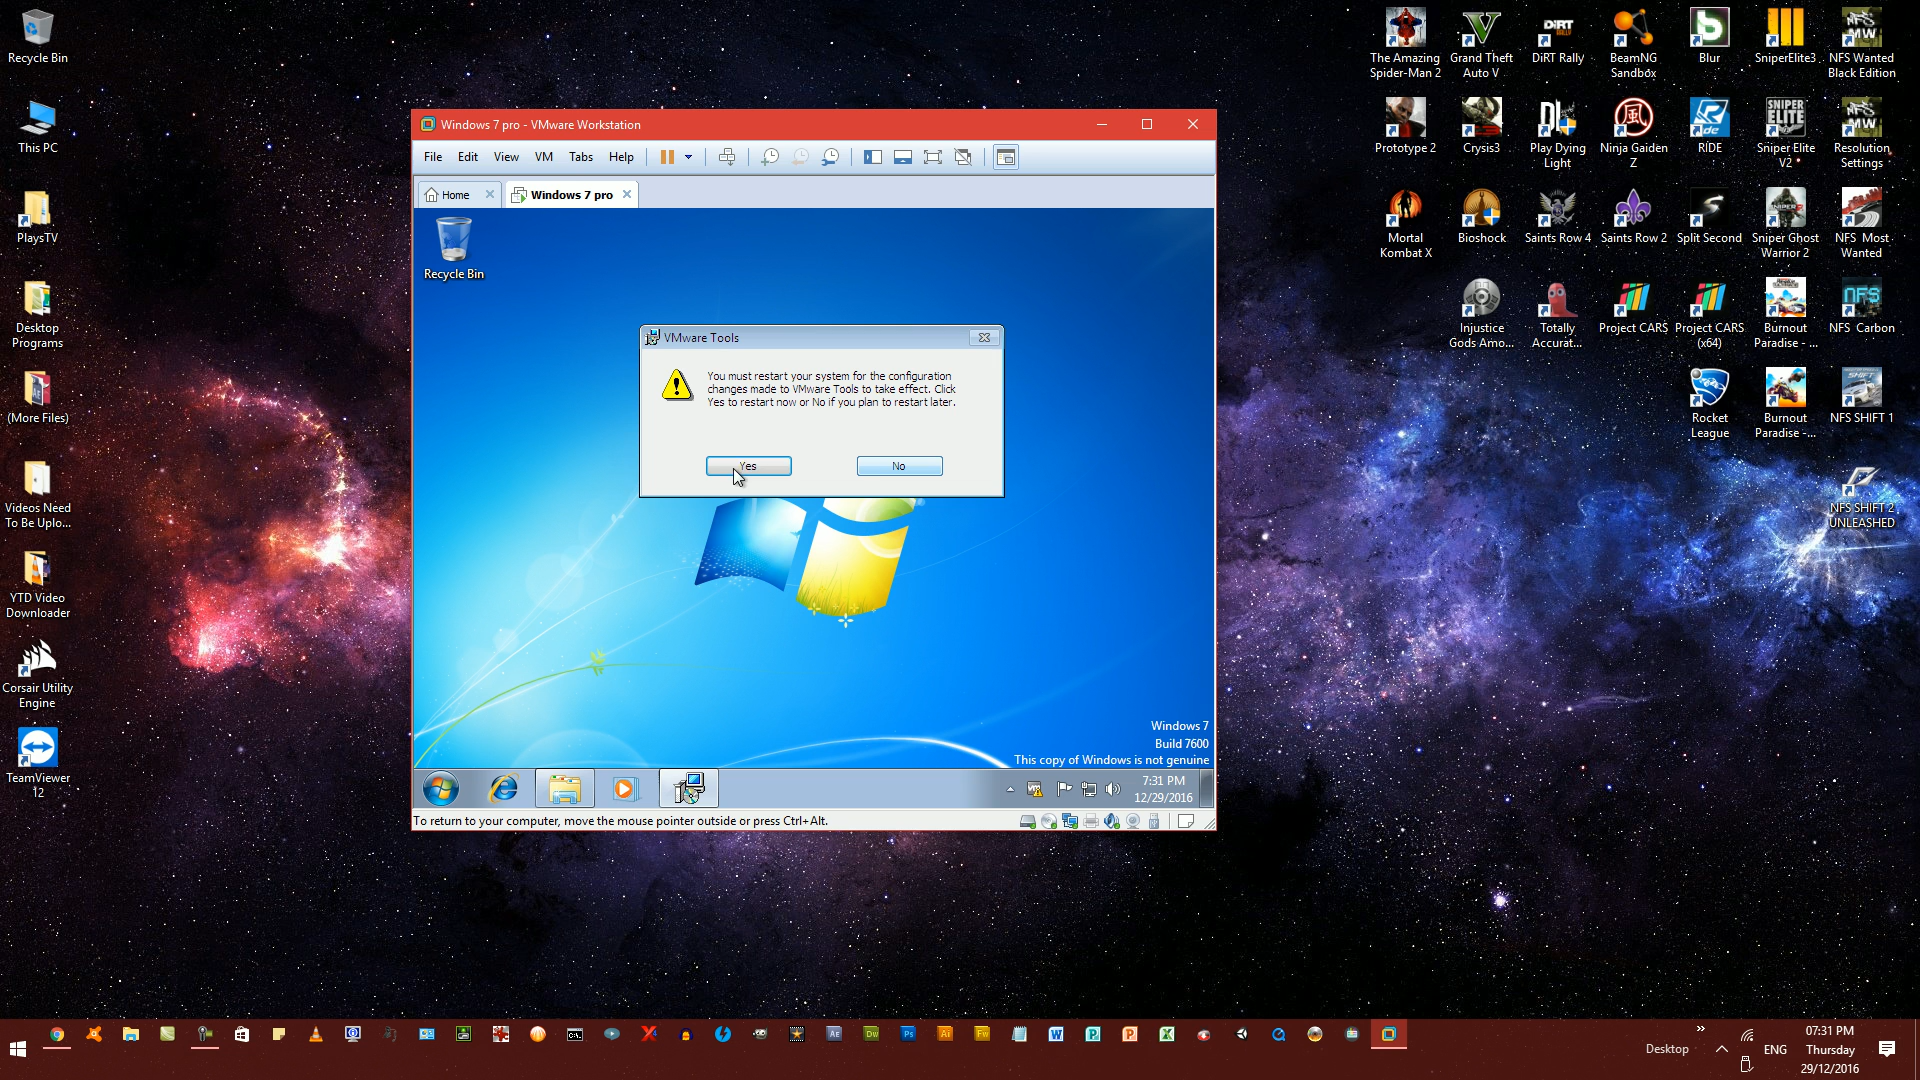 Recycle Bin
This PC
PlaysTV
Desktop
Programs
(More Files)
Videos Need
To Be Uplo...
YTD Video
Downloader
Corsair Utility
Engine
TeamViewer
12
Windows 7 pro - VMware Workstation
File Edit View VM Tabs Help
Home
Windows 7 pro
Recycle Bin
VMware Tools
You must restart your system for the configuration
changes made to VMware Tools to take effect. Click
Yes to restart now or No if you plan to restart later.
Yes
No
Windows 7
Build 7600
This copy of Windows is not genuine
7:31 PM
12/29/2016
To return to your computer, move the mouse pointer outside or press Ctrl+Alt.
The Amazing
Spider-Man 2
Grand Theft
Auto V
DiRT Rally
BeamNG
Sandbox
Blur
SniperElite3
NFS Wanted
Black Edition
Prototype 2
Crysis3
Play Dying
Light
Ninja Gaiden
Z
RIDE
Sniper Elite
V2
Resolution
Settings
Mortal
Kombat X
Bioshock
Saints Row 4
Saints Row 2
Split Second
Sniper Ghost
Warrior 2
NFS Most
Wanted
Injustice
Gods Amo...
Totally
Accurat...
Project CARS
Project CARS
(x64)
Burnout
Paradise - ...
NFS Carbon
Rocket
League
Burnout
Paradise -...
NFS SHIFT 1
NFS SHIFT 2
UNLEASHED
Desktop
ENG
07:31 PM
Thursday
29/12/2016